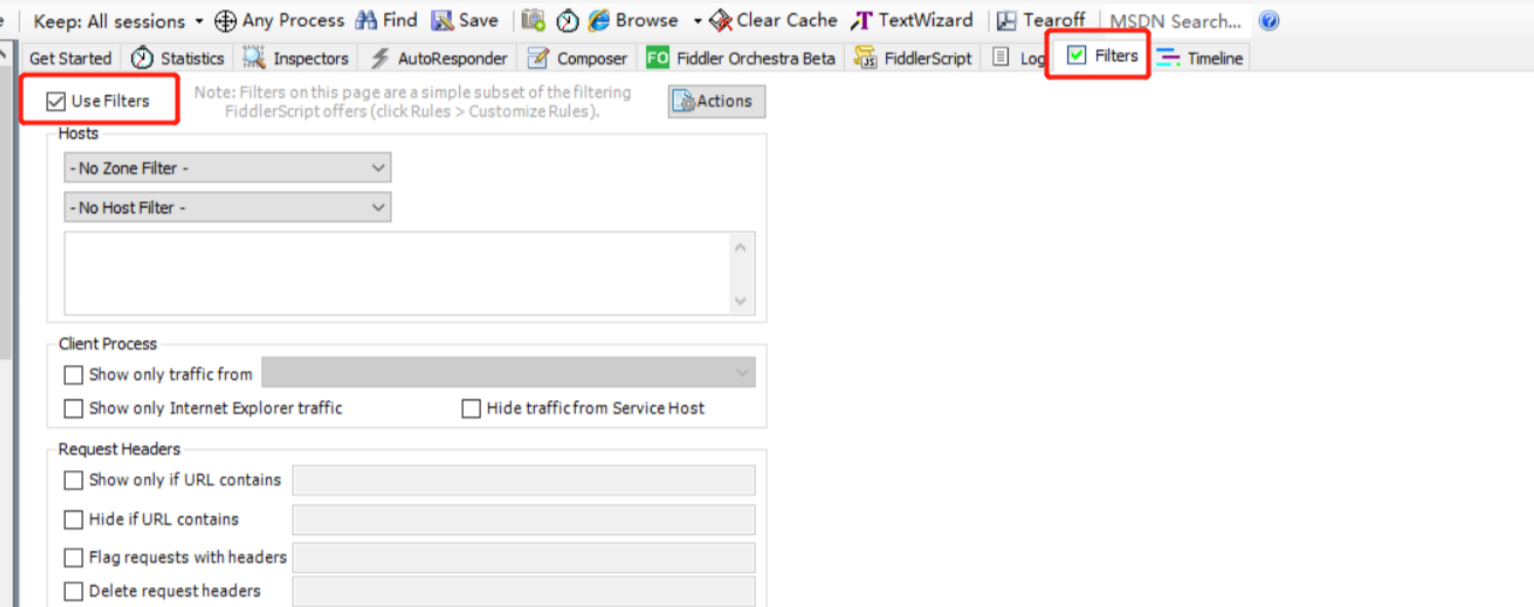 Keep: All sessions Any Process Find Save Browse Clear Cache TextWizard Tearoff MSDN Search...
Get Started Statistics Inspectors AutoResponder Composer FO Fiddler Orchestra Beta JS FiddlerScript Log Filters Timeline
Use Filters
Note: Filters on this page are a simple subset of the filtering
FiddlerScript offers (click Rules > Customize Rules).
Actions
Hosts
- No Zone Filter -
- No Host Filter -
Client Process
Show only traffic from
Show only Internet Explorer traffic Hide traffic from Service Host
Request Headers
Show only if URL contains
Hide if URL contains
Flag requests with headers
Delete request headers